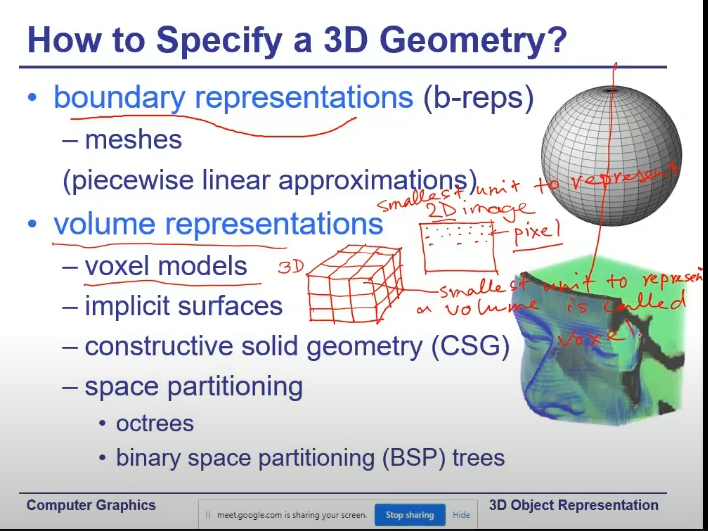 How to Specify a 3D Geometry?
• boundary representations (b-reps)
– meshes
(piecewise linear approximations)
smallest unit to represent
2D image
pixel
• volume representations
– voxel models
3D
smallest unit to represen
a volume is called
voxel
– implicit surfaces
– constructive solid geometry (CSG)
– space partitioning
• octrees
• binary space partitioning (BSP) trees
Computer Graphics
meet.google.com is sharing your screen.
Stop sharing
Hide
3D Object Representation